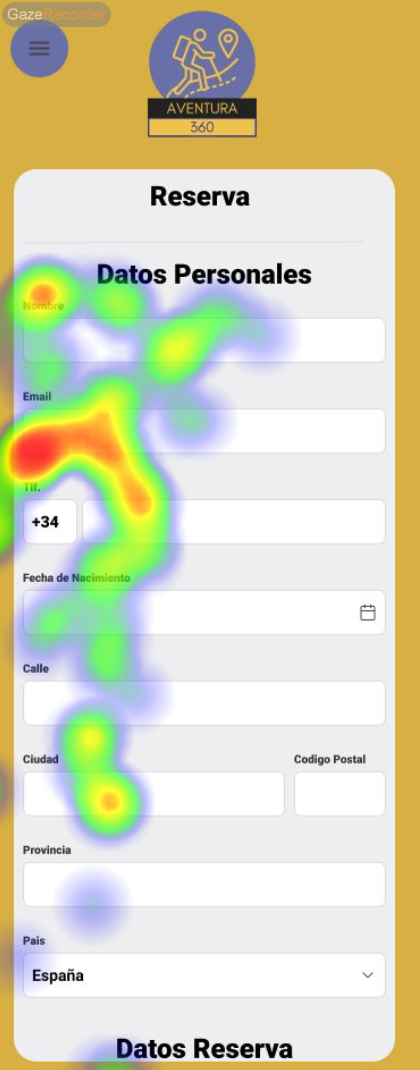 GazeRecorder
AVENTURA
360
Reserva
Datos Personales
Nombre
Email
Tlf.
+34
Fecha de Nacimiento
Calle
Ciudad
Codigo Postal
Provincia
Pais
España
Datos Reserva